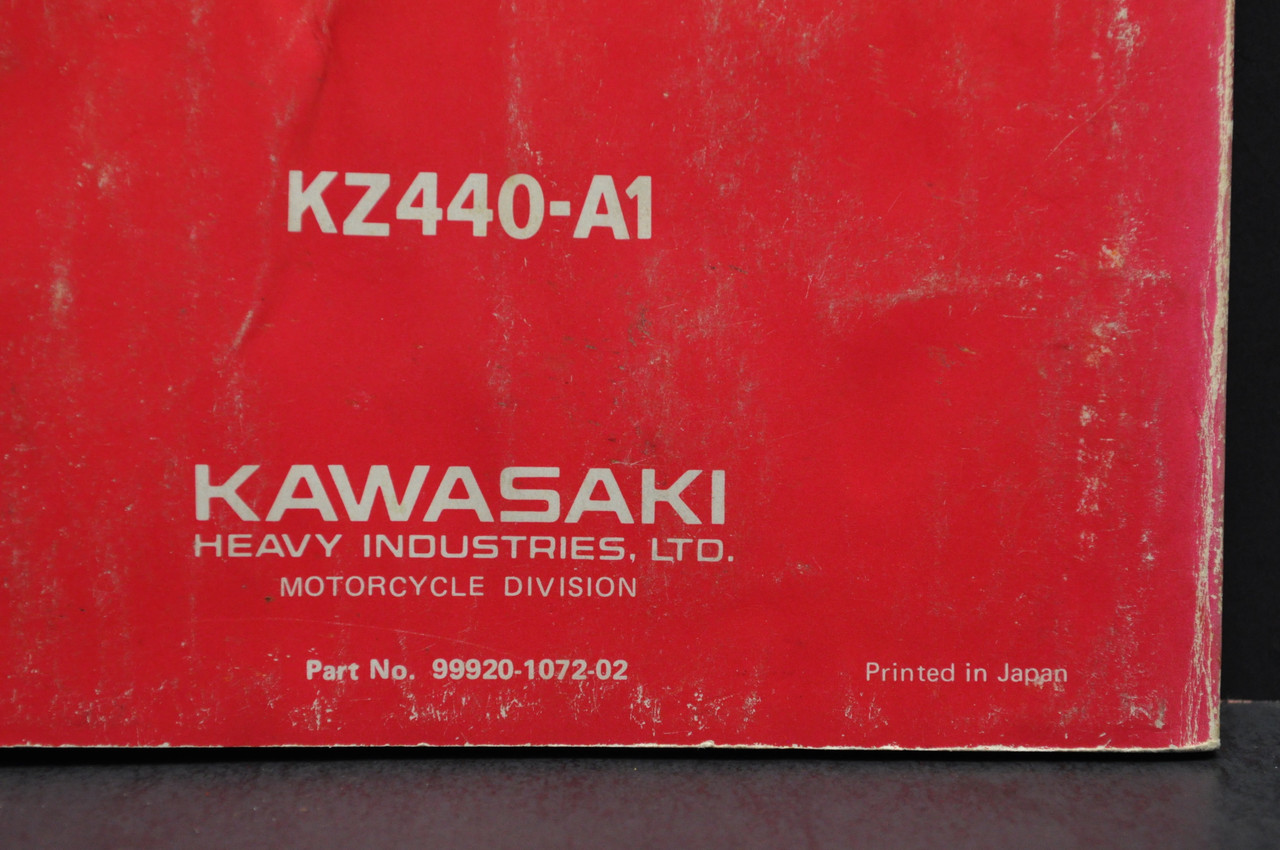 KZ440-A1
KAWASAKI
HEAVY INDUSTRIES, LTD.
MOTORCYCLE DIVISION
Part No. 99920-1072-02
Printed in Japan